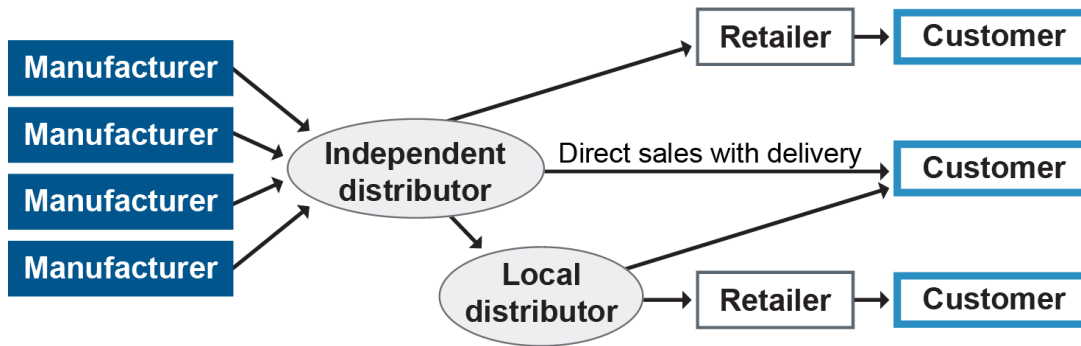 Manufacturer
Manufacturer
Manufacturer
Manufacturer
Independent
distributor
Direct sales with delivery
Local
distributor
Retailer
Customer
Customer
Retailer
Customer